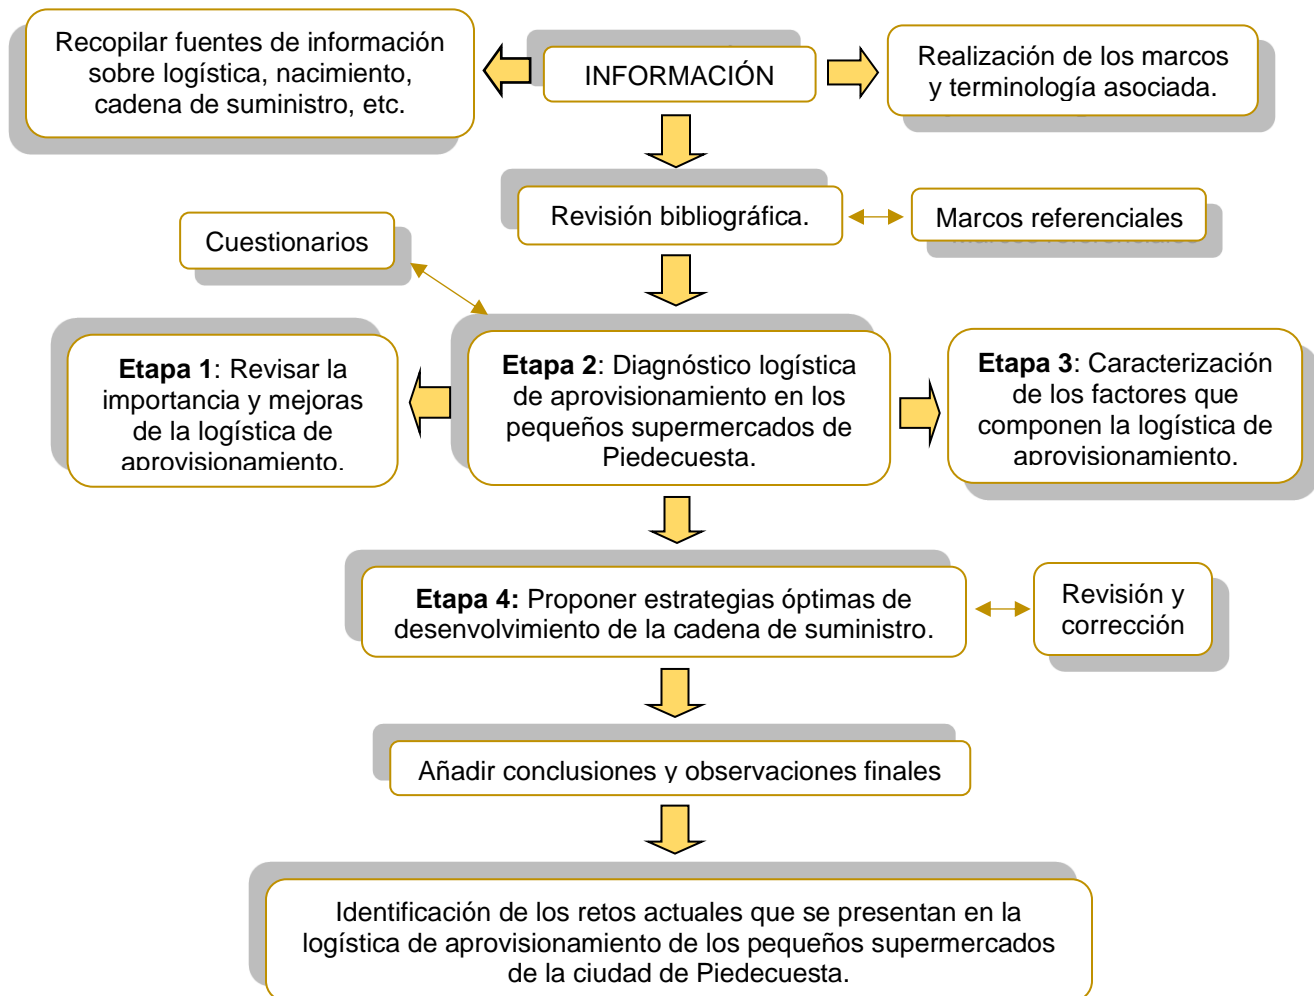 Recopilar fuentes de información
sobre logística, nacimiento,
cadena de suministro, etc.
INFORMACIÓN
Realización de los marcos
y terminología asociada.
Revisión bibliográfica.
Marcos referenciales
Cuestionarios
Etapa 1: Revisar la
importancia y mejoras
de la logística de
aprovisionamiento.
Etapa 2: Diagnóstico logística
de aprovisionamiento en los
pequeños supermercados de
Piedecuesta.
Etapa 3: Caracterización
de los factores que
componen la logística de
aprovisionamiento.
Etapa 4: Proponer estrategias óptimas de
desenvolvimiento de la cadena de suministro.
Revisión y
corrección
Añadir conclusiones y observaciones finales
Identificación de los retos actuales que se presentan en la
logística de aprovisionamiento de los pequeños supermercados
de la ciudad de Piedecuesta.